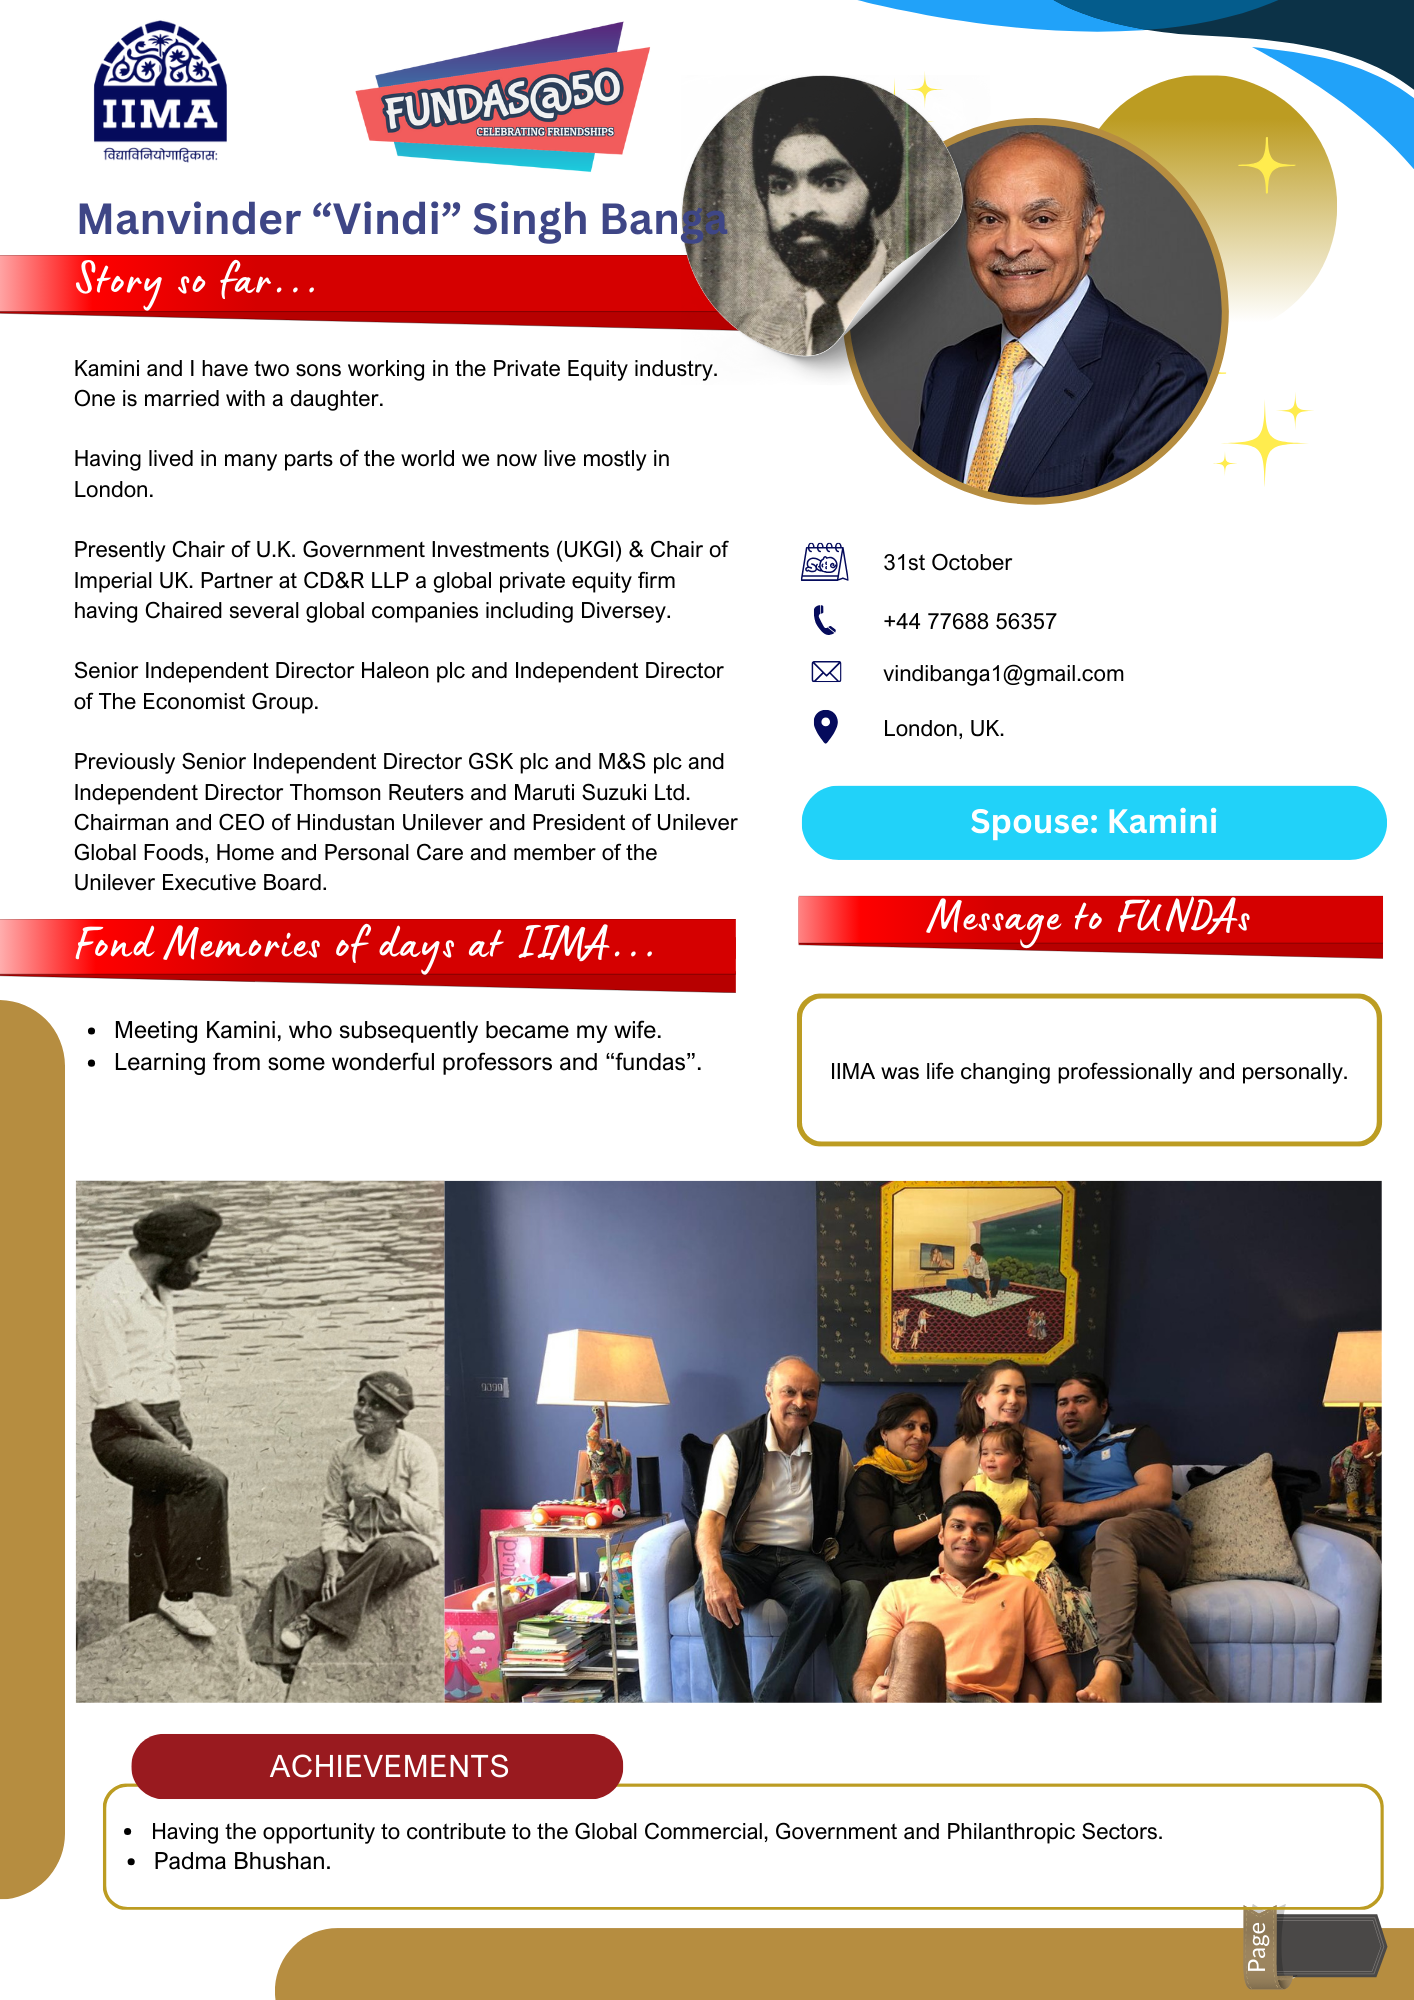 IIMA
विद्याविनियोगाद्विकास:
FUNDAS@50
CELEBRATING FRIENDSHIPS
Manvinder “Vindi” Singh Banga
Story so far...
Kamini and I have two sons working in the Private Equity industry.
One is married with a daughter.
Having lived in many parts of the world we now live mostly in
London.
Presently Chair of U.K. Government Investments (UKGI) & Chair of
Imperial UK. Partner at CD&R LLP a global private equity firm
having Chaired several global companies including Diversey.
Senior Independent Director Haleon plc and Independent Director
of The Economist Group.
Previously Senior Independent Director GSK plc and M&S plc and
Independent Director Thomson Reuters and Maruti Suzuki Ltd.
Chairman and CEO of Hindustan Unilever and President of Unilever
Global Foods, Home and Personal Care and member of the
Unilever Executive Board.
31st October
+44 77688 56357
vindibanga1@gmail.com
London, UK.
Spouse: Kamini
Fond Memories of days at IIMA...
• Meeting Kamini, who subsequently became my wife.
• Learning from some wonderful professors and “fundas”.
Message to FUNDAs
IIMA was life changing professionally and personally.
ACHIEVEMENTS
• Having the opportunity to contribute to the Global Commercial, Government and Philanthropic Sectors.
• Padma Bhushan.
Page